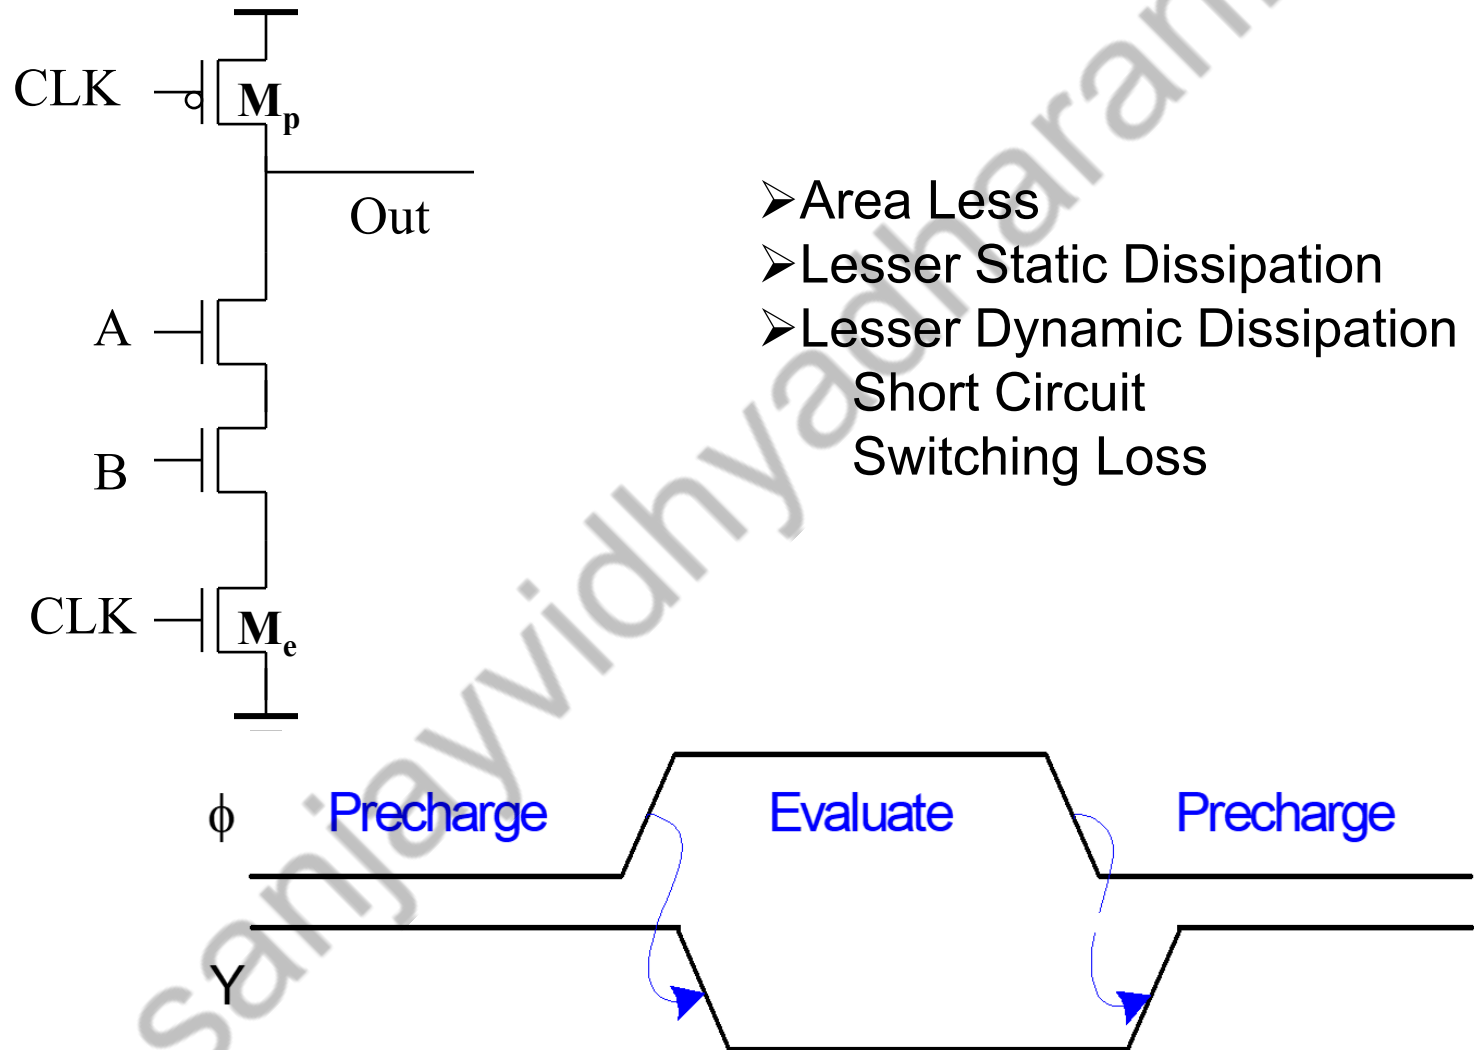 CLK
Mp
Out
A
B
CLK
Me
➢Area Less
➢Lesser Static Dissipation
➢Lesser Dynamic Dissipation
Short Circuit
Switching Loss
ϕ Precharge Evaluate Precharge
Y
sanjayvidhyadharan